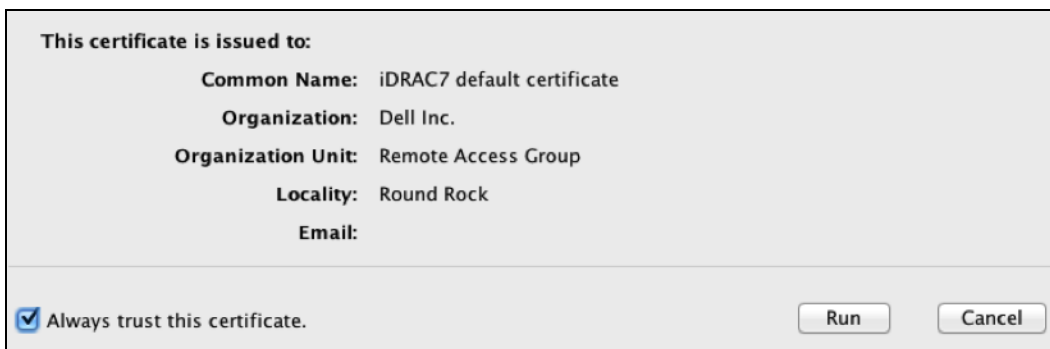 This certificate is issued to:
Common Name: iDRAC7 default certificate
Organization: Dell Inc.
Organization Unit: Remote Access Group
Locality: Round Rock
Email:
Always trust this certificate. Run Cancel